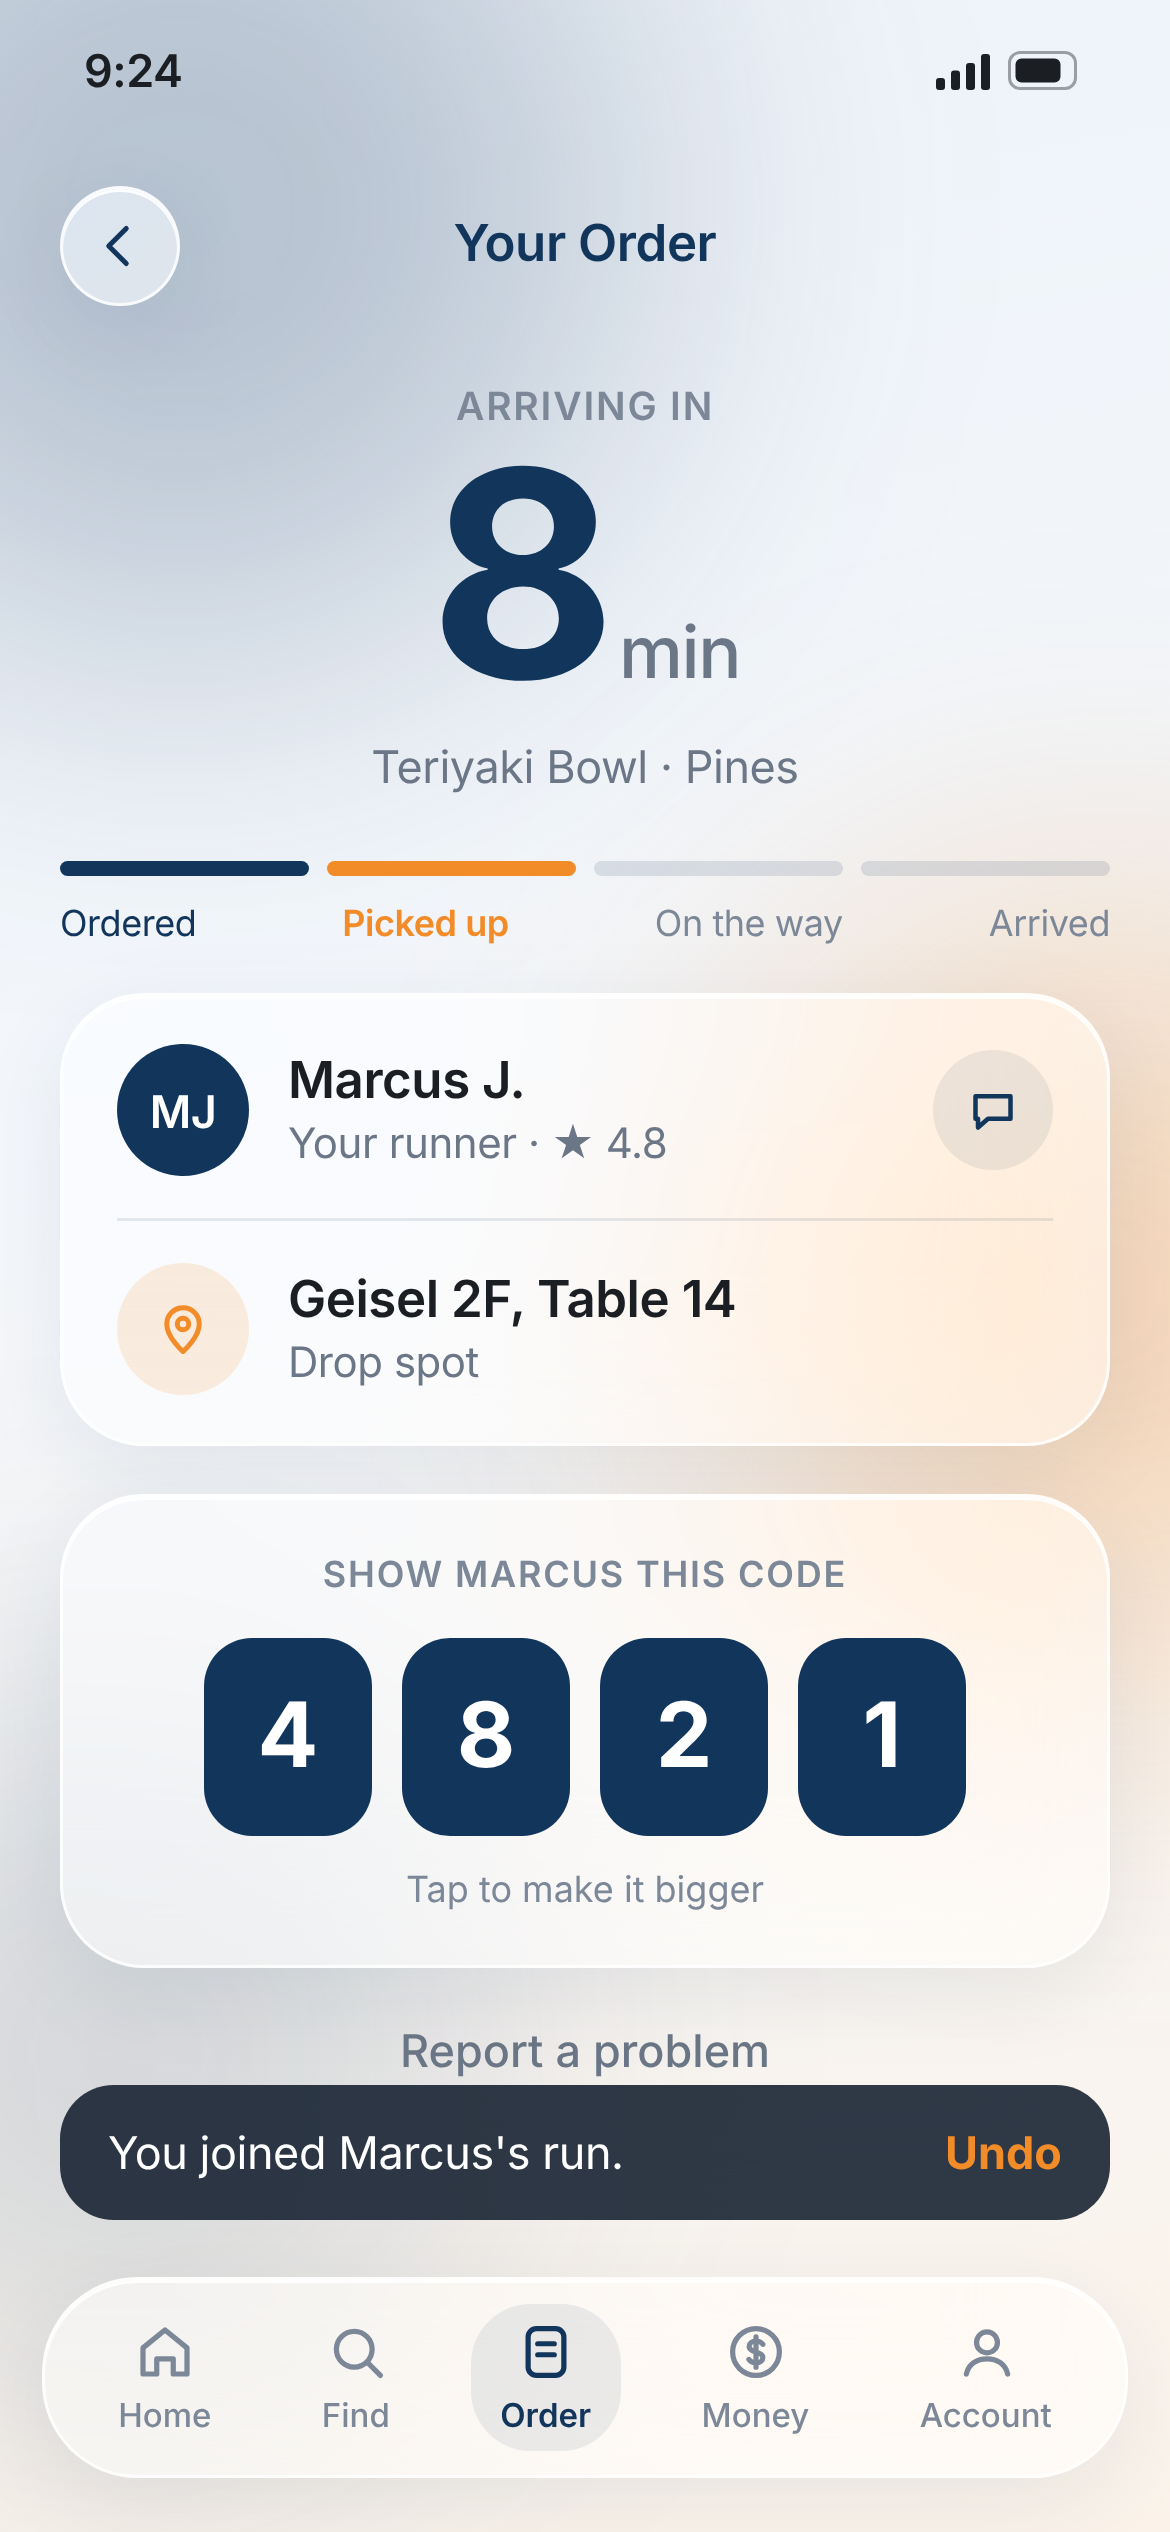 9:24
Your Order
ARRIVING IN
8 min
Teriyaki Bowl · Pines
Ordered Picked up On the way Arrived
MJ
Marcus J.
Your runner · ★ 4.8
Geisel 2F, Table 14
Drop spot
SHOW MARCUS THIS CODE
4 8 2 1
Tap to make it bigger
Report a problem
You joined Marcus's run. Undo
Home Find Order Money Account